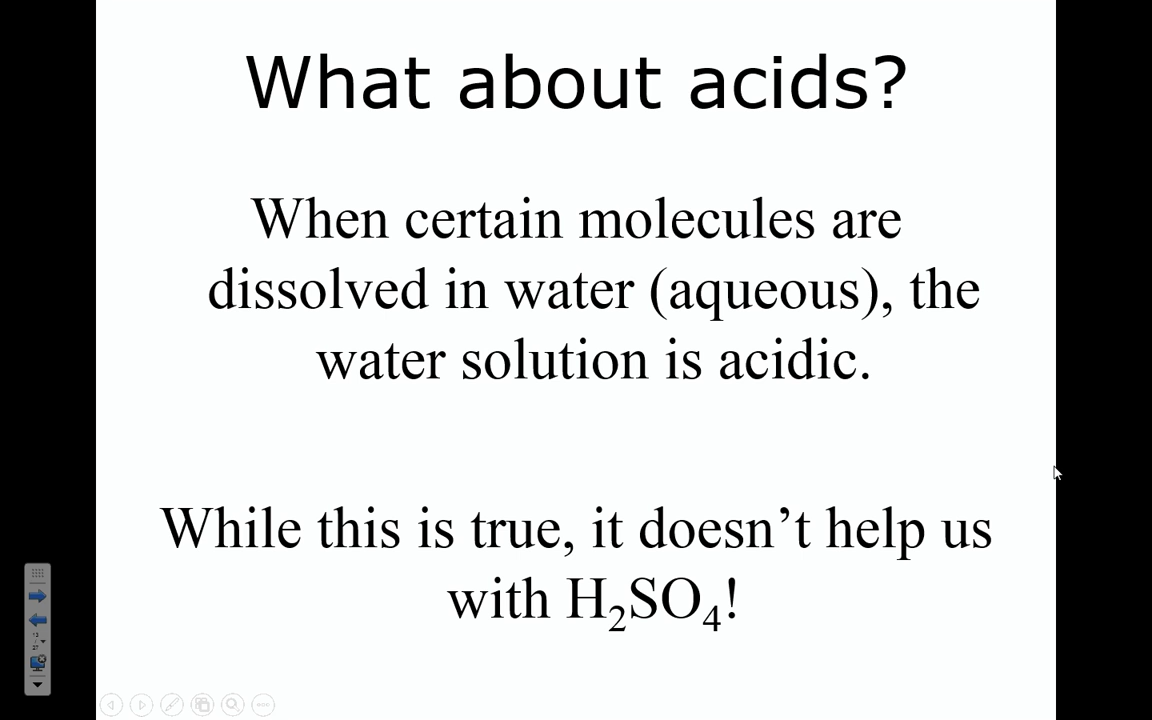 What about acids?
When certain molecules are
dissolved in water (aqueous), the
water solution is acidic.
While this is true, it doesn’t help us
with H₂SO₄!